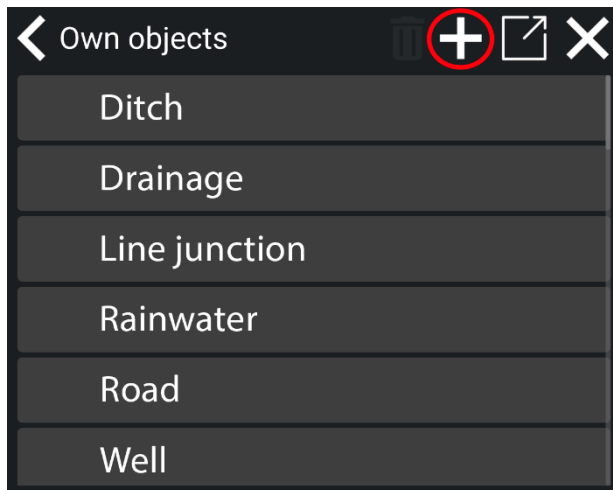 Own objects
Ditch
Drainage
Line junction
Rainwater
Road
Well